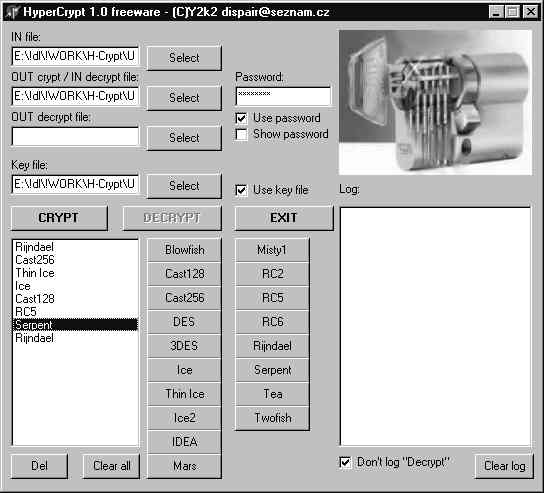 HyperCrypt 1.0 freeware - (C)Y2k2 dispair@seznam.cz
IN file:
E:\!dl\!WORK\H-Crypt\U
Select
OUT crypt / IN decrypt file:
E:\!dl\!WORK\H-Crypt\U
Select
OUT decrypt file:
Select
Password:
********
Use password
Show password
Key file:
E:\!dl\!WORK\H-Crypt\U
Select
Use key file
Log:
CRYPT
DECRYPT
EXIT
Rijndael
Cast256
Thin Ice
Ice
Cast128
RC5
Serpent
Rijndael
Blowfish
Cast128
Cast256
DES
3DES
Ice
Thin Ice
Ice2
IDEA
Mars
Misty1
RC2
RC5
RC6
Rijndael
Serpent
Tea
Twofish
Del
Clear all
Don't log "Decrypt"
Clear log